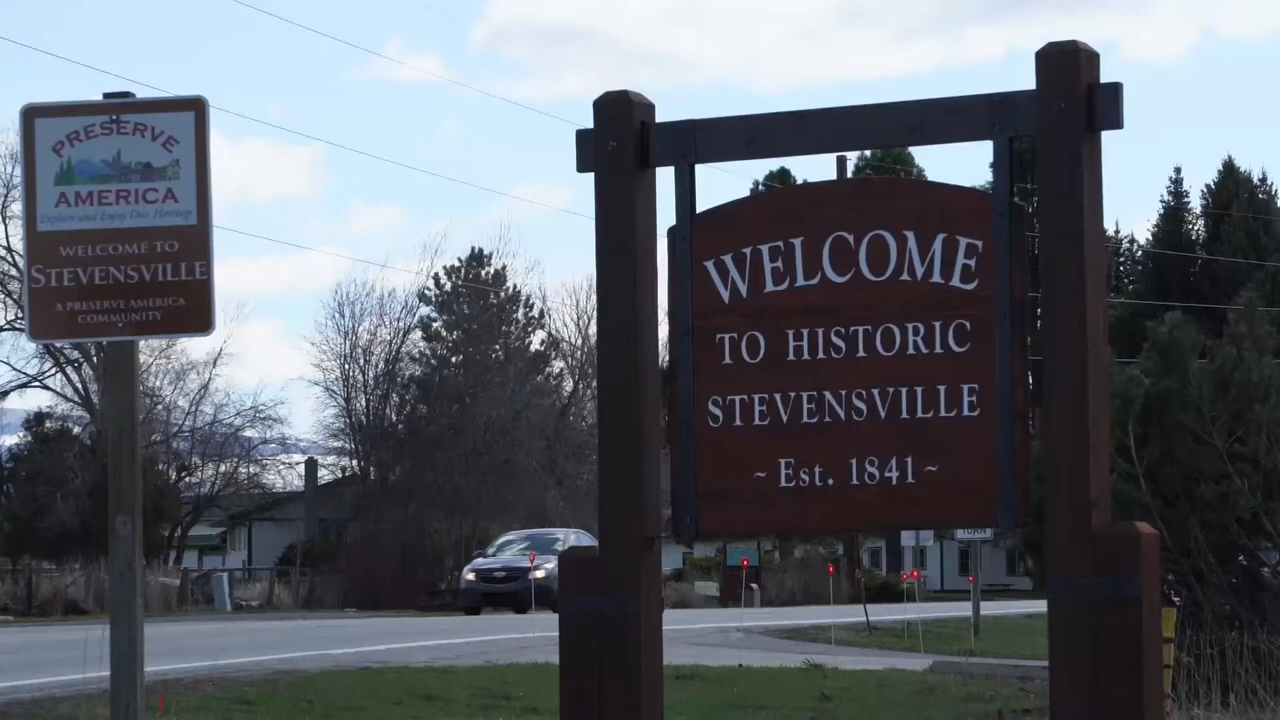 PRESERVE
AMERICA
Explore and Enjoy Our Heritage
WELCOME TO
STEVENSVILLE
A PRESERVE AMERICA
COMMUNITY
WELCOME
TO HISTORIC
STEVENSVILLE
~ Est. 1841 ~
TURN